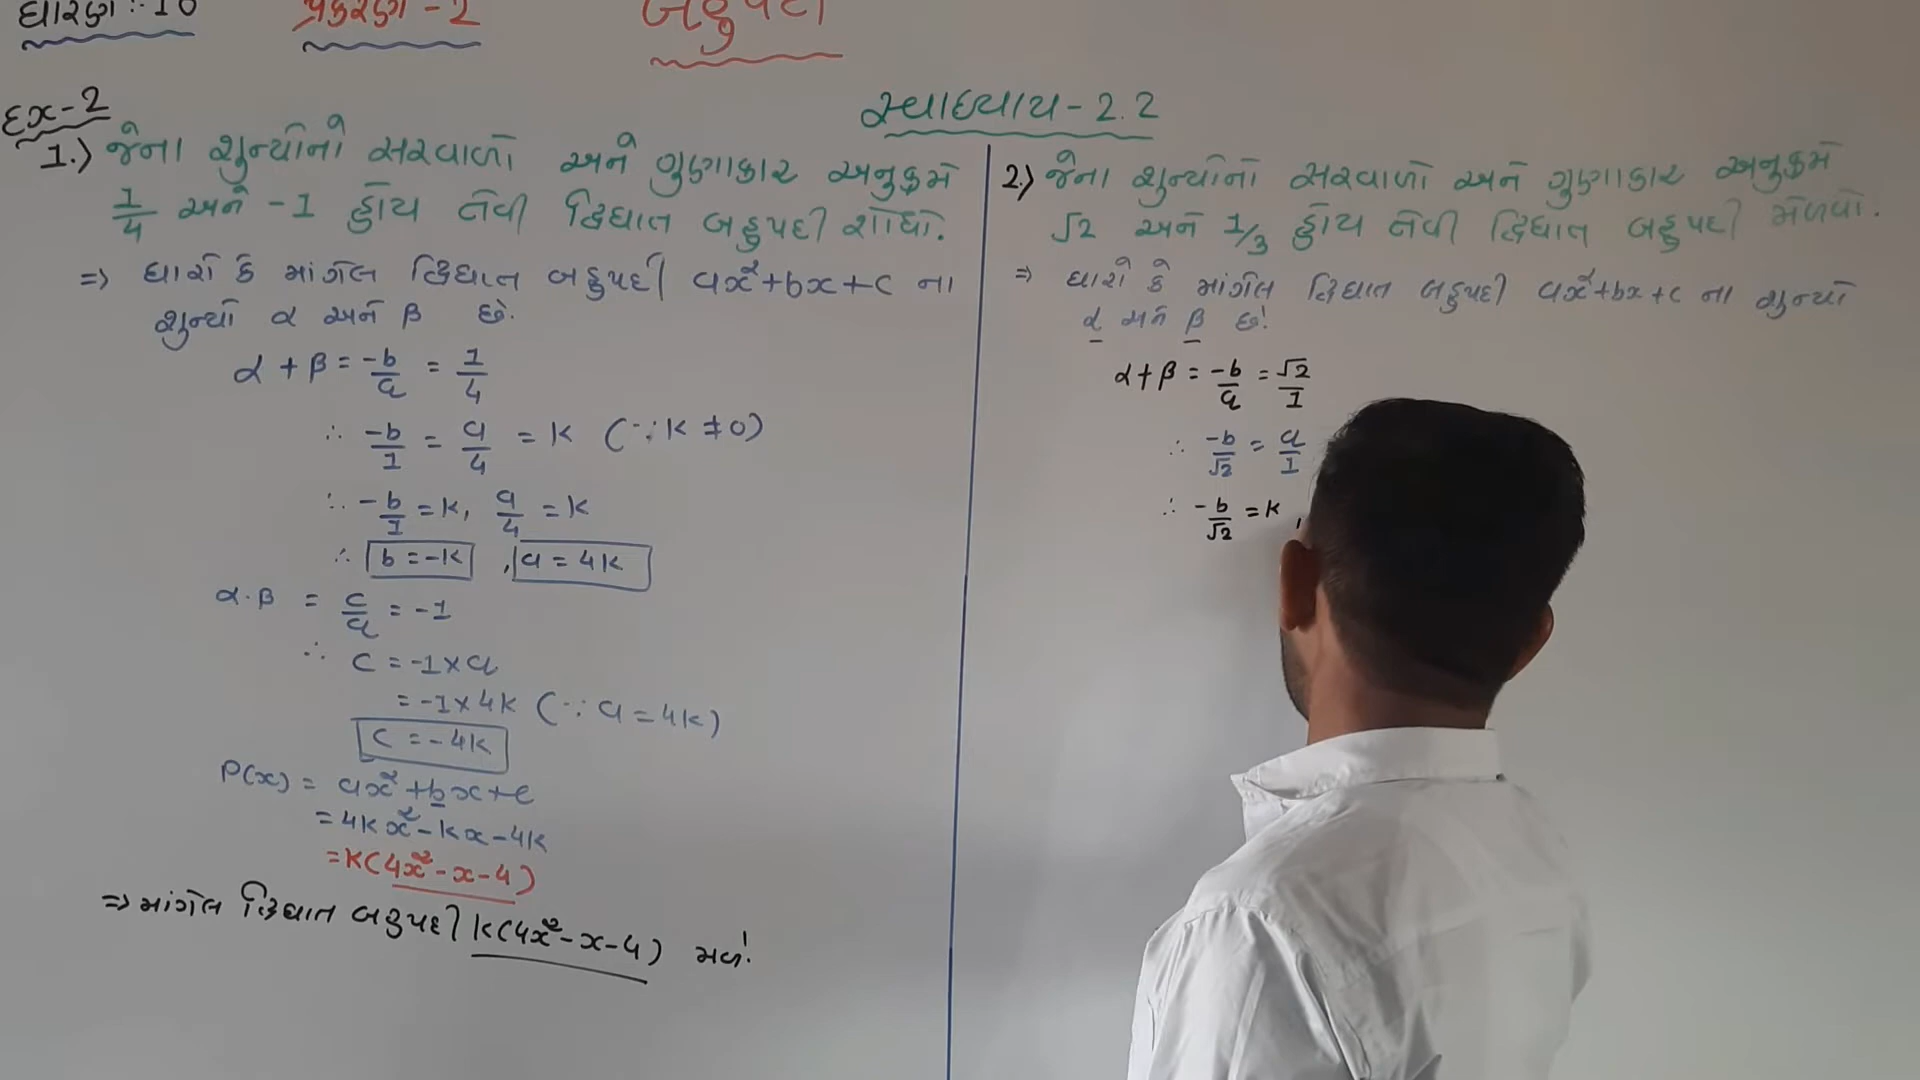 ધોરણ :- 10 પ્રકરણ - 2 બહુપદી
સ્વાધ્યાય - 2.2
Ex-2
1.) જેના શુન્યોનો સરવાળો અને ગુણાકાર અનુક્રમે
1/4 અને -1 હોય તેવી દ્વિઘાત બહુપદી શોધો.
=> ધારો કે માંગેલ દ્વિઘાત બહુપદી ax²+bx+c ના
શુન્યો α અને β છે.
α + β = -b/a = 1/4
∴ -b/1 = a/4 = K (∵ K ≠ 0)
∴ -b/1 = K, a/4 = K
∴ b = -K , a = 4K
α·β = c/a = -1
∴ C = -1 x a
= -1 x 4K (∵ a = 4K)
C = -4K
P(x) = ax²+bx+c
= 4Kx² - Kx - 4K
= K(4x² - x - 4)
=> માંગેલ દ્વિઘાત બહુપદી K(4x² - x - 4) મળે.
2.) જેના શુન્યોનો સરવાળો અને ગુણાકાર અનુક્રમે
√2 અને 1/3 હોય તેવી દ્વિઘાત બહુપદી મેળવો.
=> ધારો કે માંગેલ દ્વિઘાત બહુપદી ax²+bx+c ના શુન્યો
α અને β છે.
α+β = -b/a = √2/1
∴ -b/√2 = a/1
∴ -b/√2 = K ,